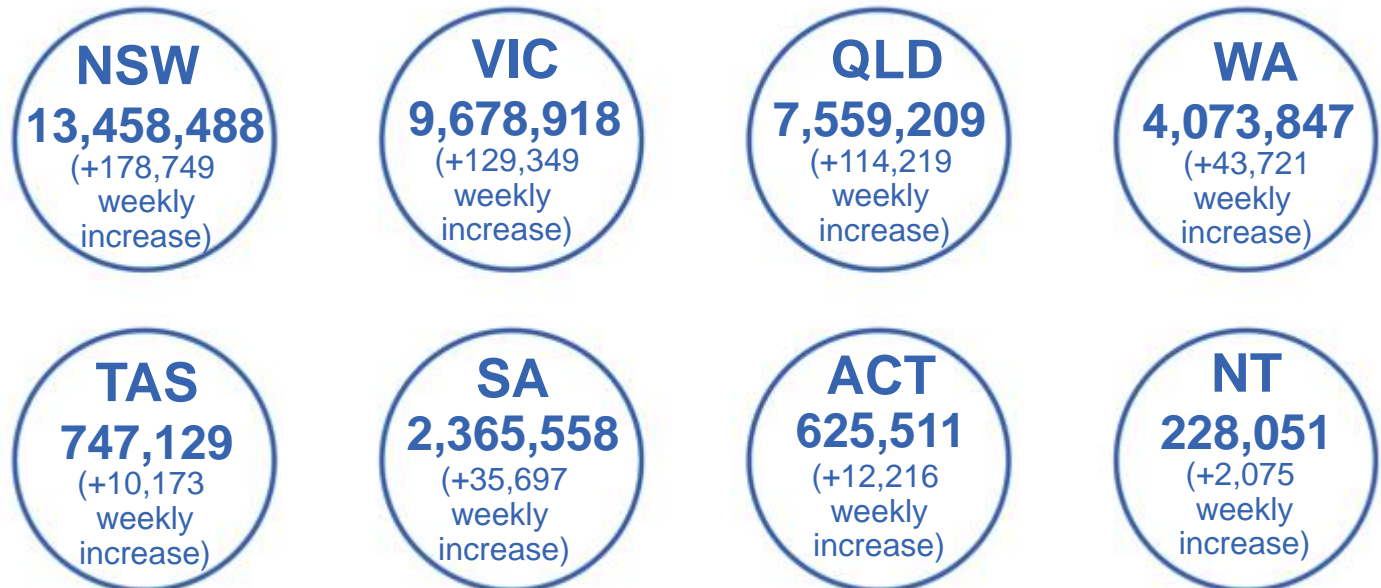 NSW
13,458,488
(+178,749
weekly
increase)
VIC
9,678,918
(+129,349
weekly
increase)
QLD
7,559,209
(+114,219
weekly
increase)
WA
4,073,847
(+43,721
weekly
increase)
TAS
747,129
(+10,173
weekly
increase)
SA
2,365,558
(+35,697
weekly
increase)
ACT
625,511
(+12,216
weekly
increase)
NT
228,051
(+2,075
weekly
increase)